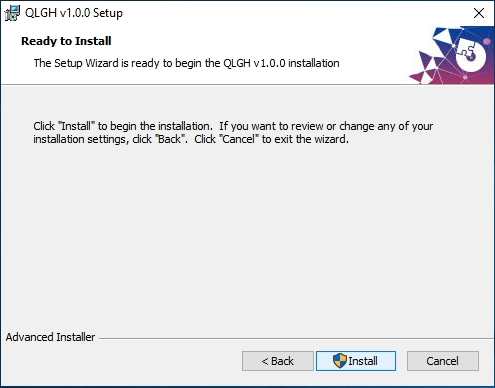 QLGH v1.0.0 Setup
Ready to Install
The Setup Wizard is ready to begin the QLGH v1.0.0 installation
Click "Install" to begin the installation.  If you want to review or change any of your
installation settings, click "Back".  Click "Cancel" to exit the wizard.
Advanced Installer
< Back
Install
Cancel